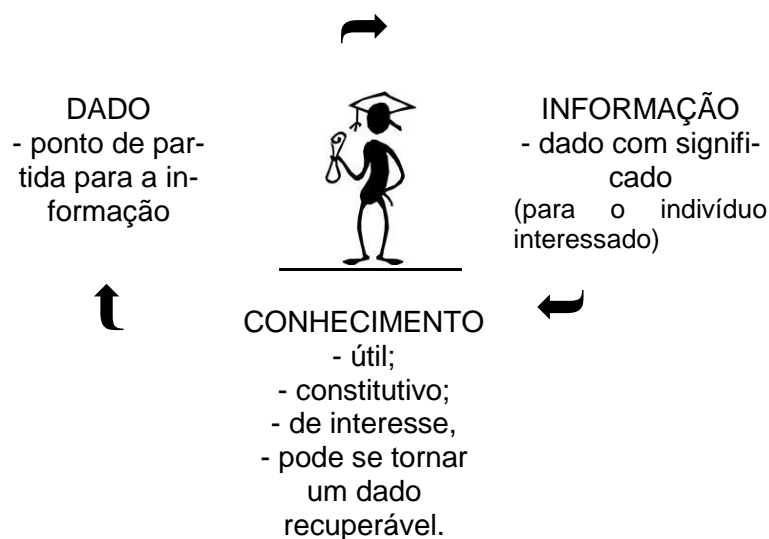 DADO
- ponto de par-
tida para a in-
formação
INFORMAÇÃO
- dado com signifi-
cado
(para o indivíduo
interessado)
CONHECIMENTO
- útil;
- constitutivo;
- de interesse,
- pode se tornar
um dado
recuperável.